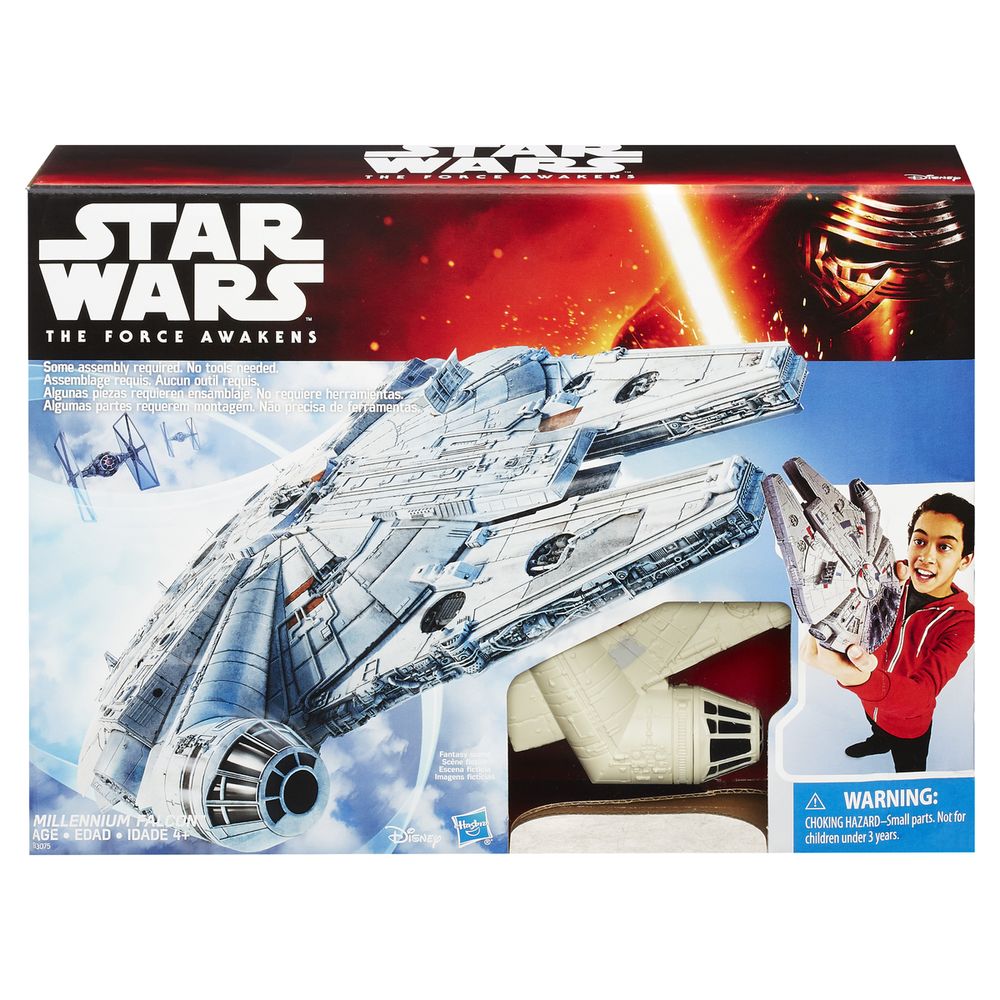 STAR
WARS
THE FORCE AWAKENS
Disney
STAR
WARS
TM
THE FORCE AWAKENS
Some assembly required. No tools needed.
Assemblage requis. Aucun outil requis.
Algunas piezas requieren ensamblaje. No requiere herramientas.
Algumas partes requerem montagem. Não precisa de ferramentas.
Fantasy scene
Scène fictive
Escena ficticia
Imagens fictícias
MILLENNIUM FALCON
AGE • EDAD • IDADE 4+
B3075
Disney
Hasbro
®
WARNING:
CHOKING HAZARD–Small parts. Not for
children under 3 years.